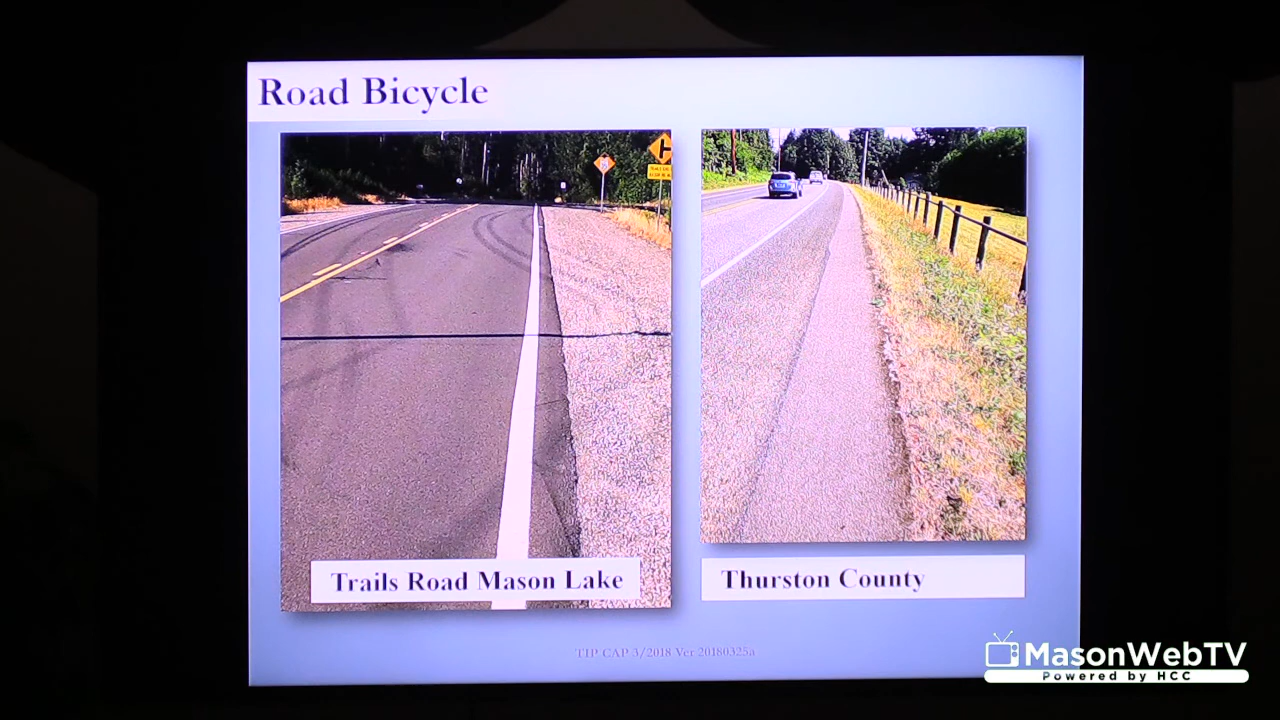 Road Bicycle
Trails Road Mason Lake
Thurston County
TIP CAP 3/2018 Ver 20180325a
MasonWebTV
Powered by HCC